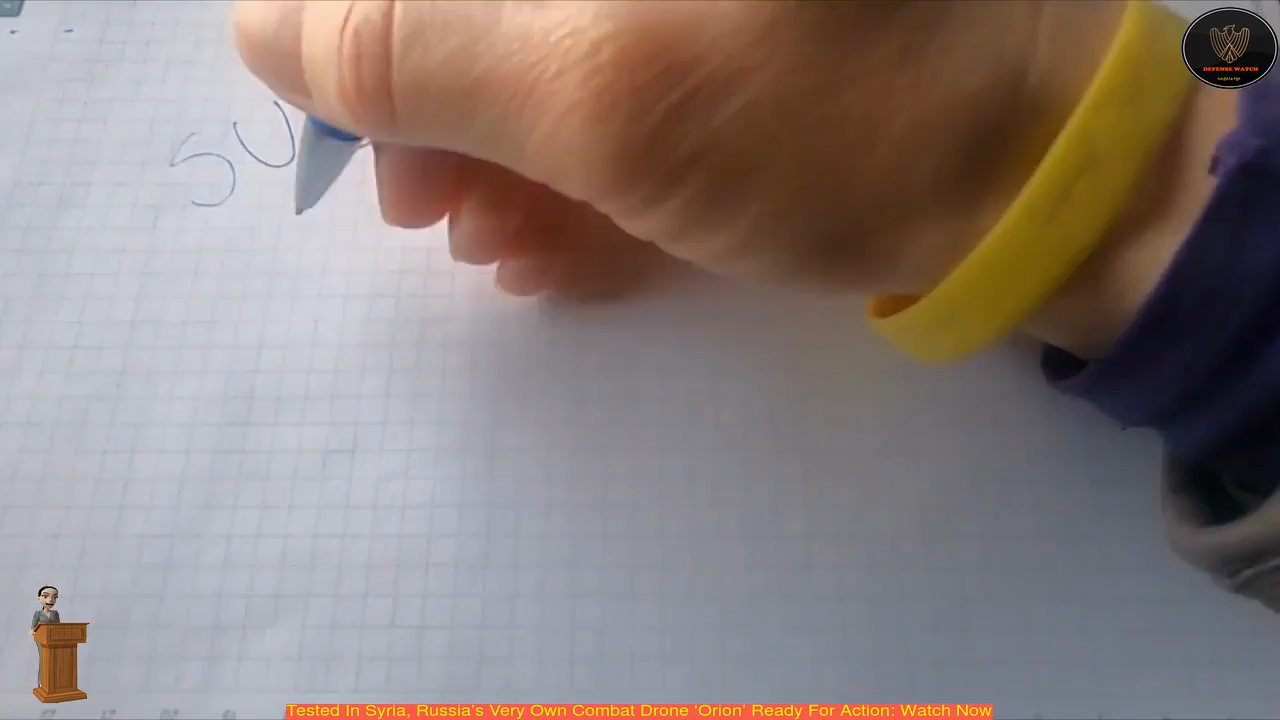 DEFENSE WATCH
SU
Tested In Syria, Russia's Very Own Combat Drone 'Orion' Ready For Action: Watch Now